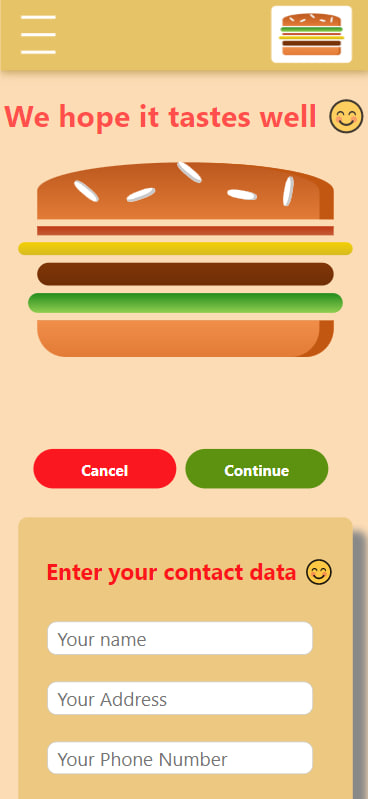 We hope it tastes well 😊
Cancel
Continue
Enter your contact data 😊
Your name
Your Address
Your Phone Number